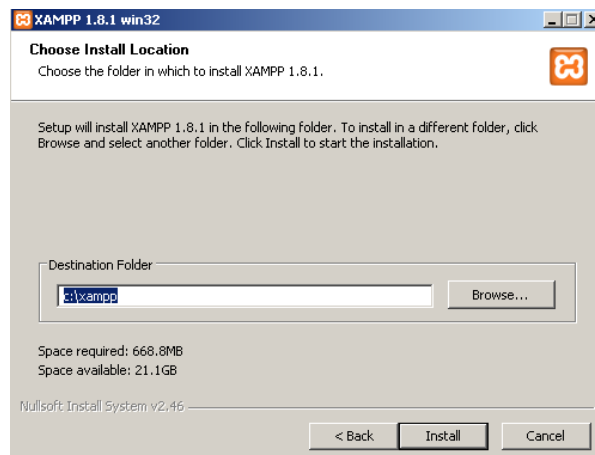 XAMPP 1.8.1 win32
Choose Install Location
Choose the folder in which to install XAMPP 1.8.1.
Setup will install XAMPP 1.8.1 in the following folder. To install in a different folder, click
Browse and select another folder. Click Install to start the installation.
Destination Folder
c:\xampp
Browse...
Space required: 668.8MB
Space available: 21.1GB
Nullsoft Install System v2.46
< Back
Install
Cancel